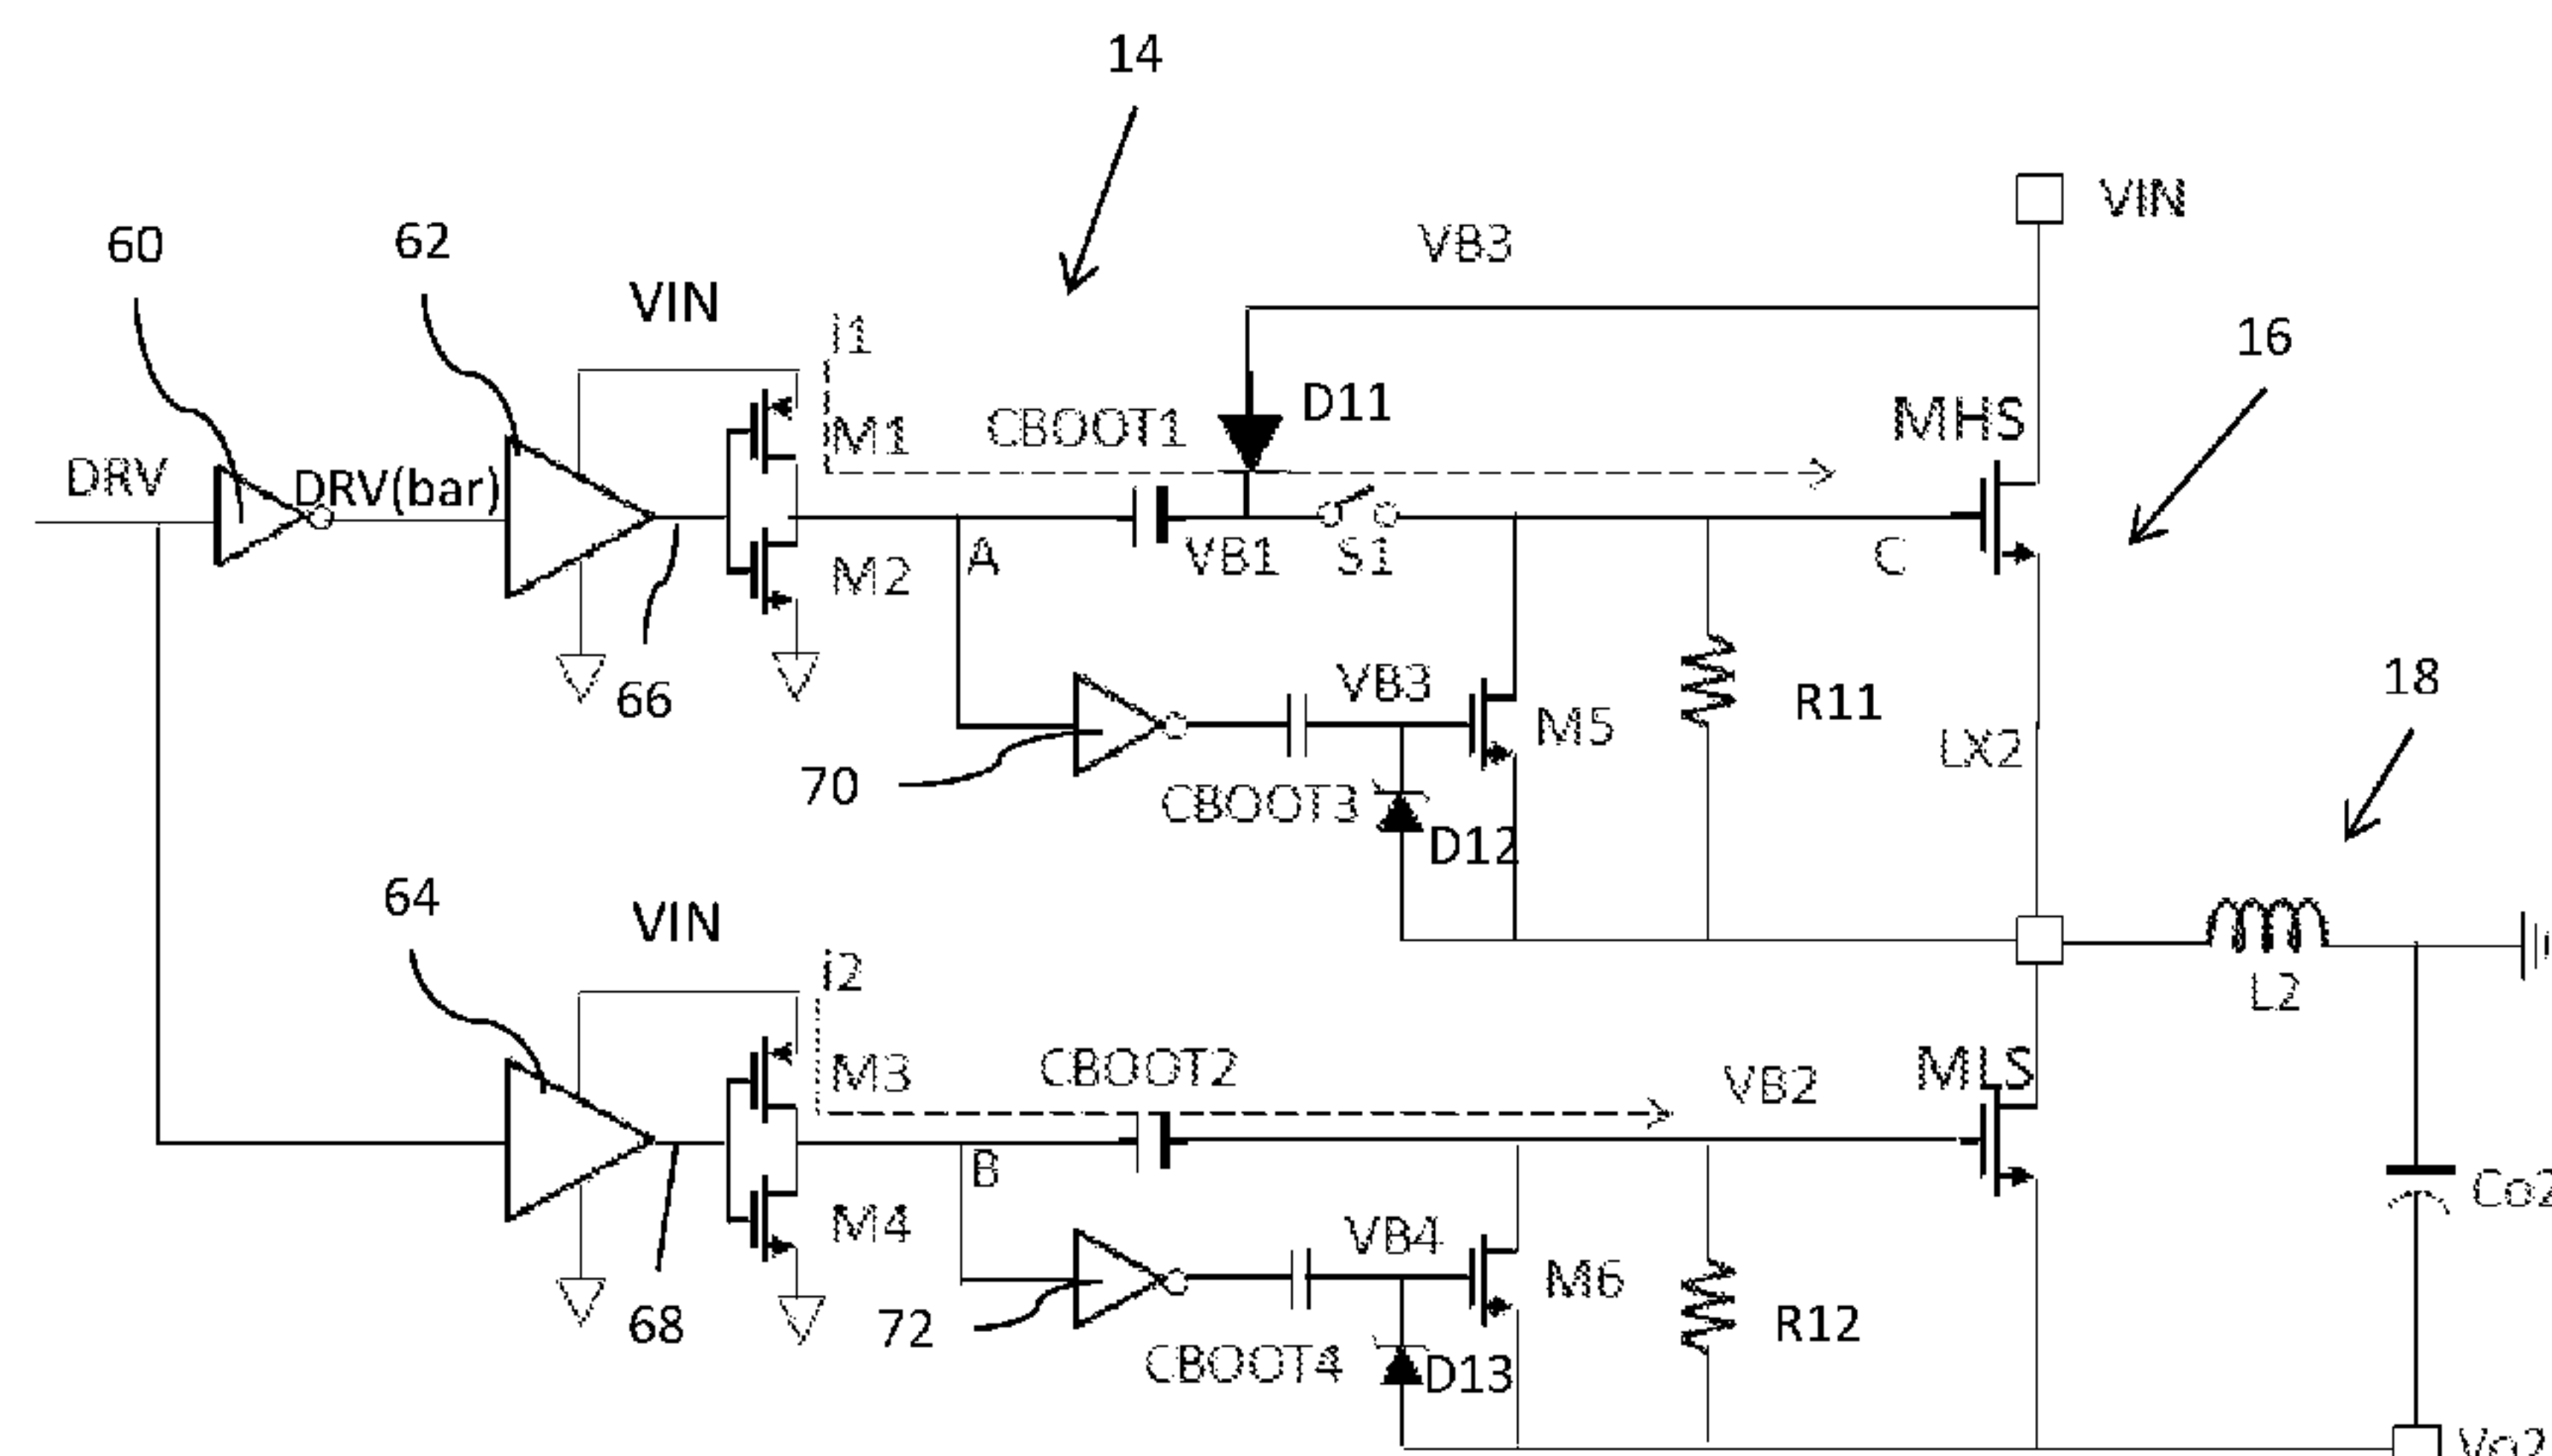 14
VIN
60
62
VB3
VIN
i1
16
D11
MHS
CBOOT1
M1
DRV
DRV(bar)
A
VB1
S1
C
M2
VB3
66
R11
M5
18
LX2
70
CBOOT3
D12
64
VIN
i2
L2
M3
CBOOT2
VB2
MLS
B
Co2
M4
VB4
M6
68
72
R12
CBOOT4
D13
Vo2